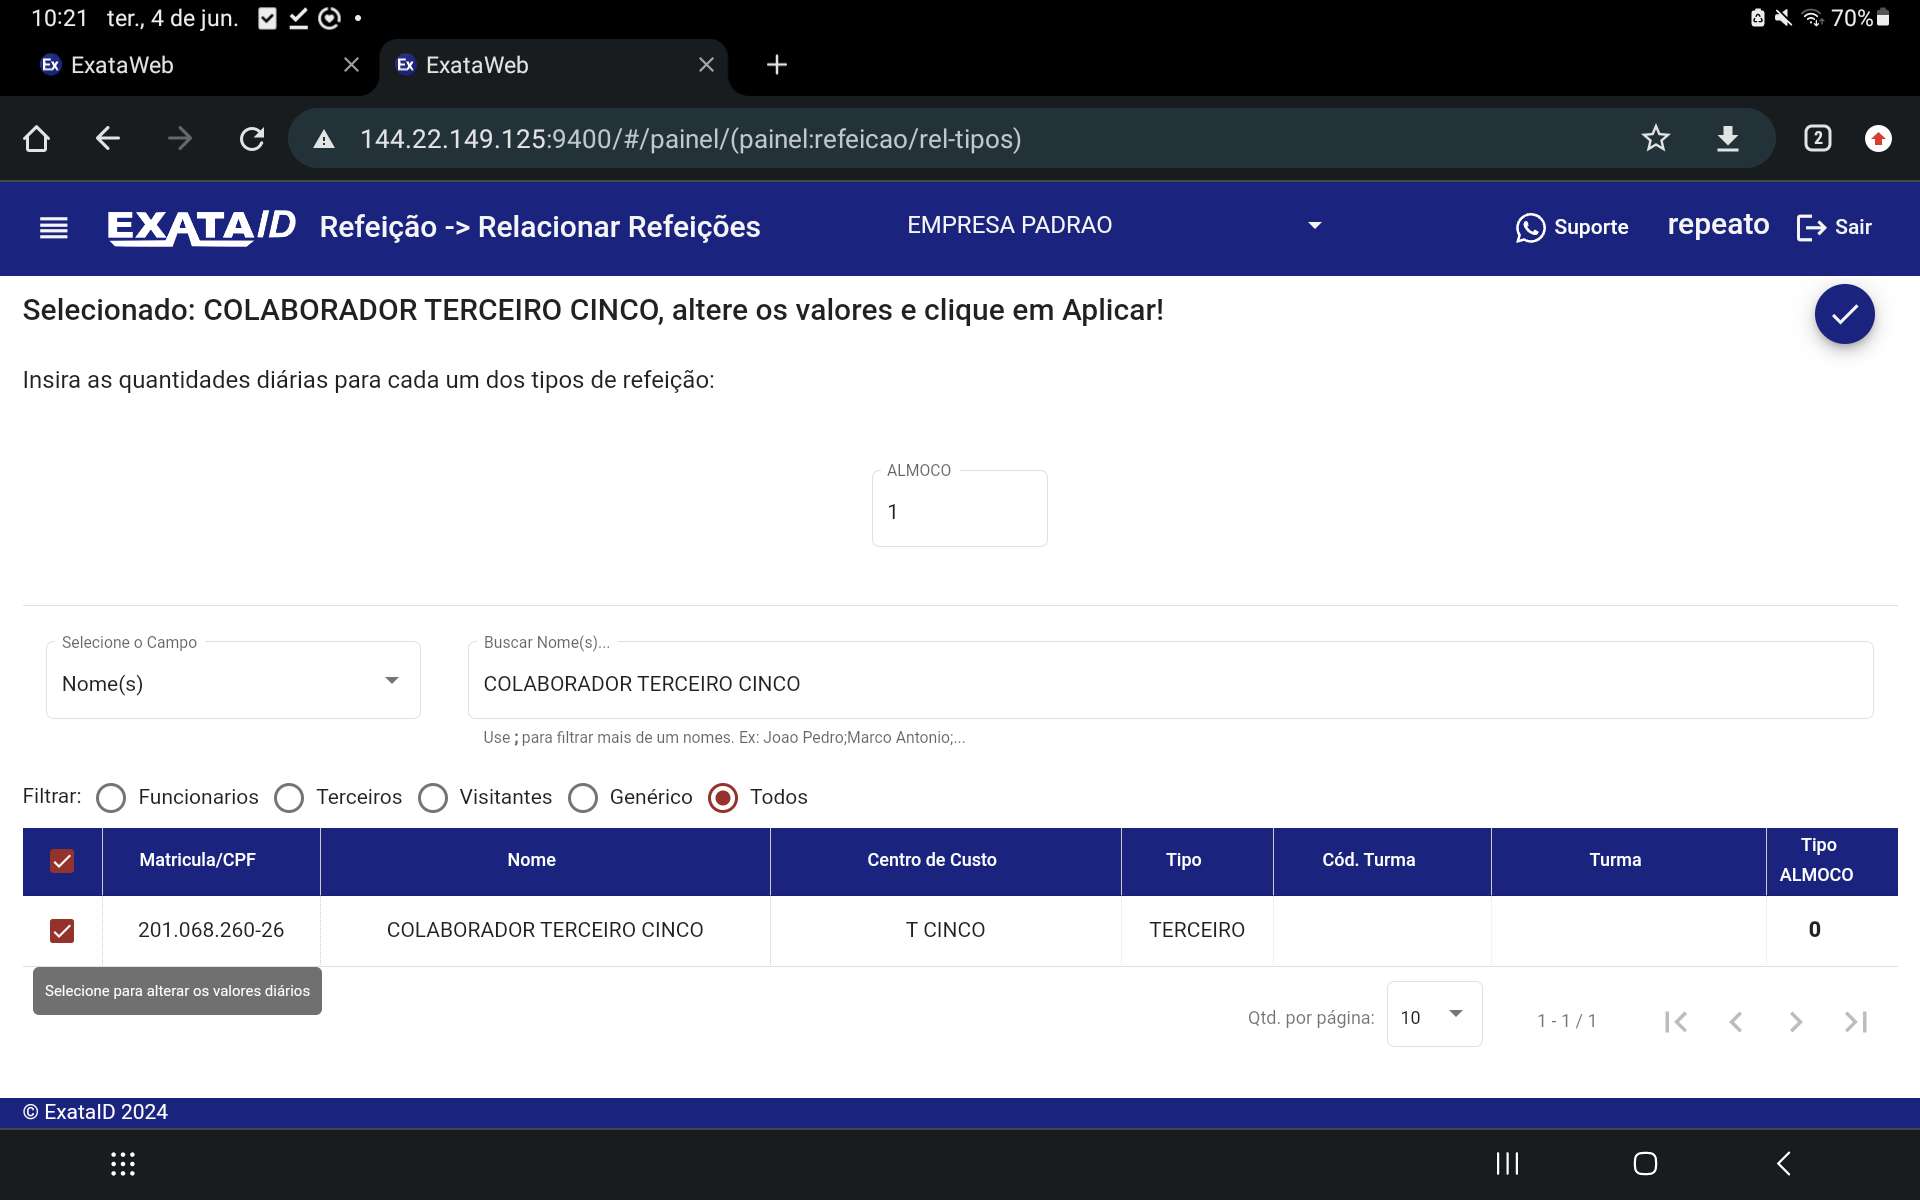 10:21 ter., 4 de jun.
70%
Ex ExataWeb
Ex ExataWeb
144.22.149.125:9400/#/painel/(painel:refeicao/rel-tipos)
2
EXATAID Refeição -> Relacionar Refeições EMPRESA PADRAO Suporte repeato Sair
Selecionado: COLABORADOR TERCEIRO CINCO, altere os valores e clique em Aplicar!
Insira as quantidades diárias para cada um dos tipos de refeição:
ALMOCO
1
Selecione o Campo
Nome(s)
Buscar Nome(s)...
COLABORADOR TERCEIRO CINCO
Use ; para filtrar mais de um nomes. Ex: Joao Pedro;Marco Antonio;...
Filtrar: Funcionarios Terceiros Visitantes Genérico Todos
Matricula/CPF Nome Centro de Custo Tipo Cód. Turma Turma Tipo ALMOCO
201.068.260-26 COLABORADOR TERCEIRO CINCO T CINCO TERCEIRO 0
Selecione para alterar os valores diários
Qtd. por página: 10 1 - 1 / 1
© ExataID 2024